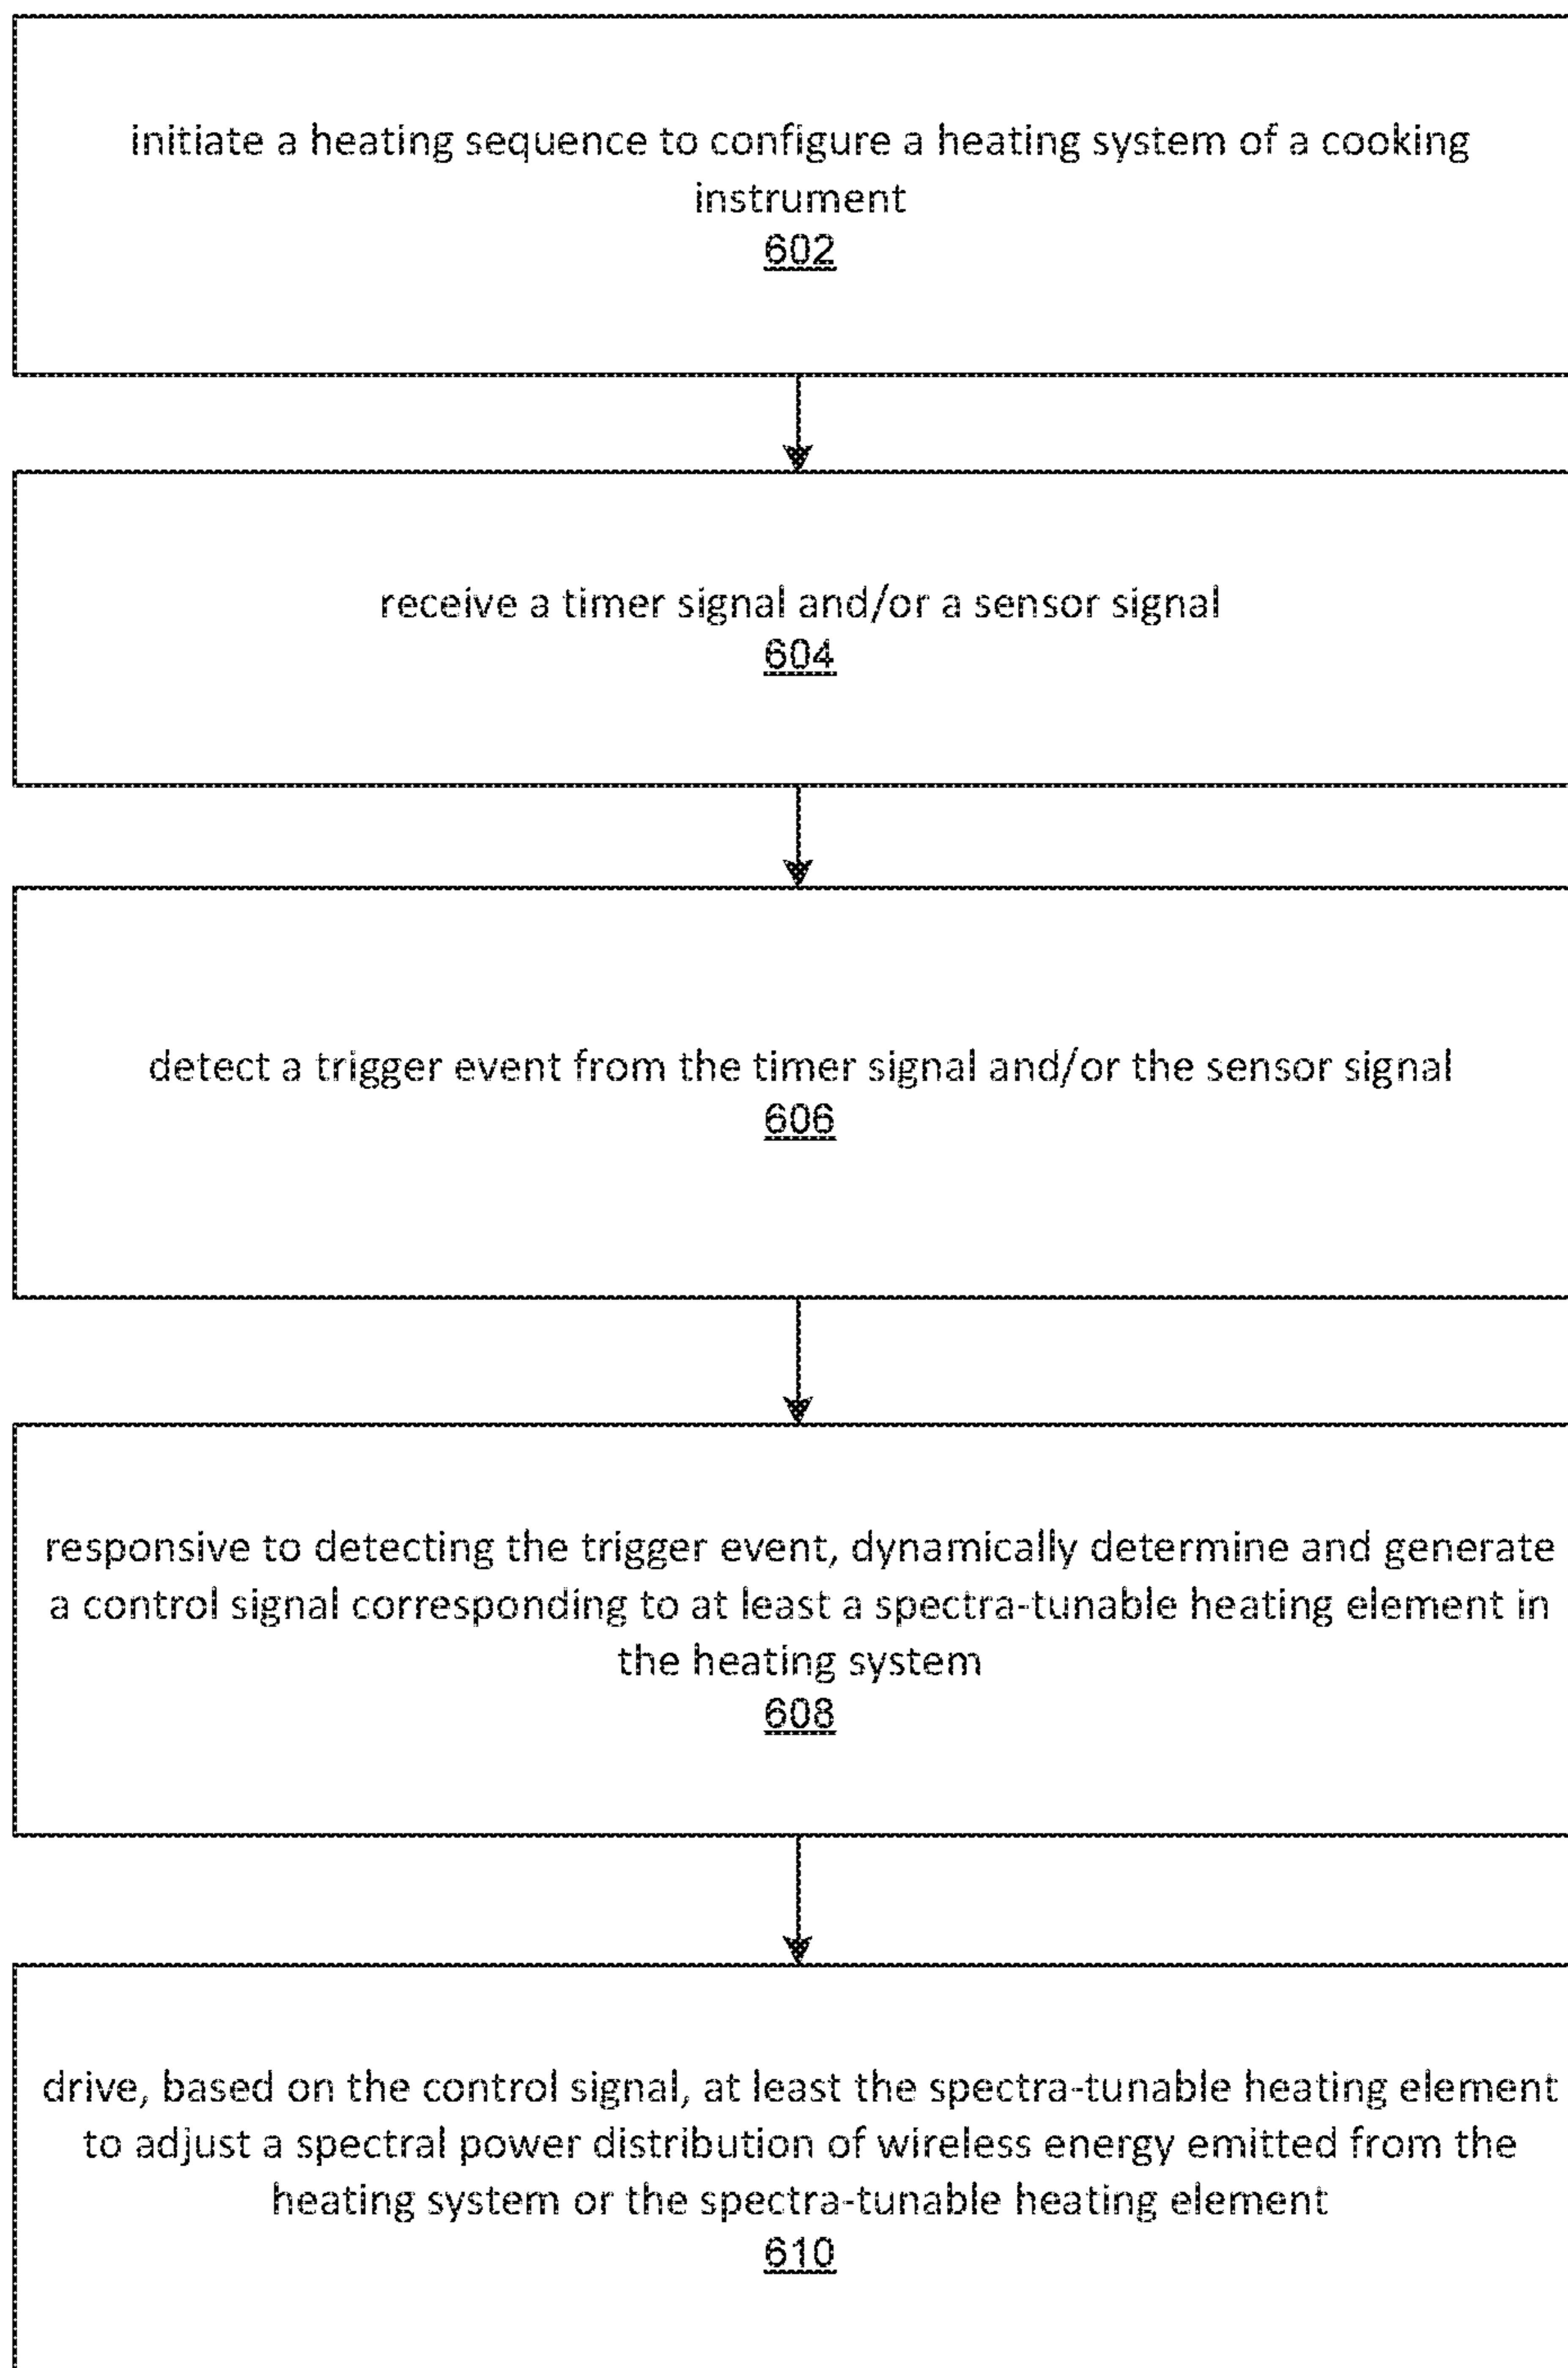 initiate a heating sequence to configure a heating system of a cooking
instrument
602
receive a timer signal and/or a sensor signal
604
detect a trigger event from the timer signal and/or the sensor signal
606
responsive to detecting the trigger event, dynamically determine and generate
a control signal corresponding to at least a spectra-tunable heating element in
the heating system
608
drive, based on the control signal, at least the spectra-tunable heating element
to adjust a spectral power distribution of wireless energy emitted from the
heating system or the spectra-tunable heating element
610